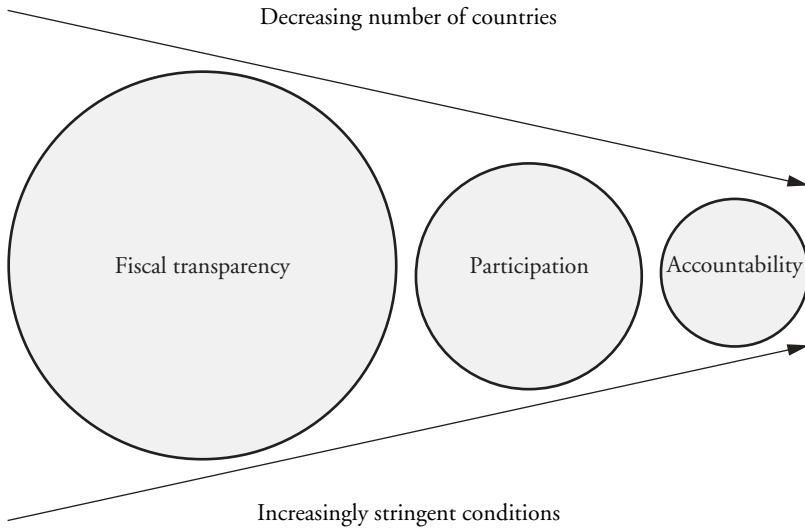 Decreasing number of countries
Fiscal transparency
Participation
Accountability
Increasingly stringent conditions